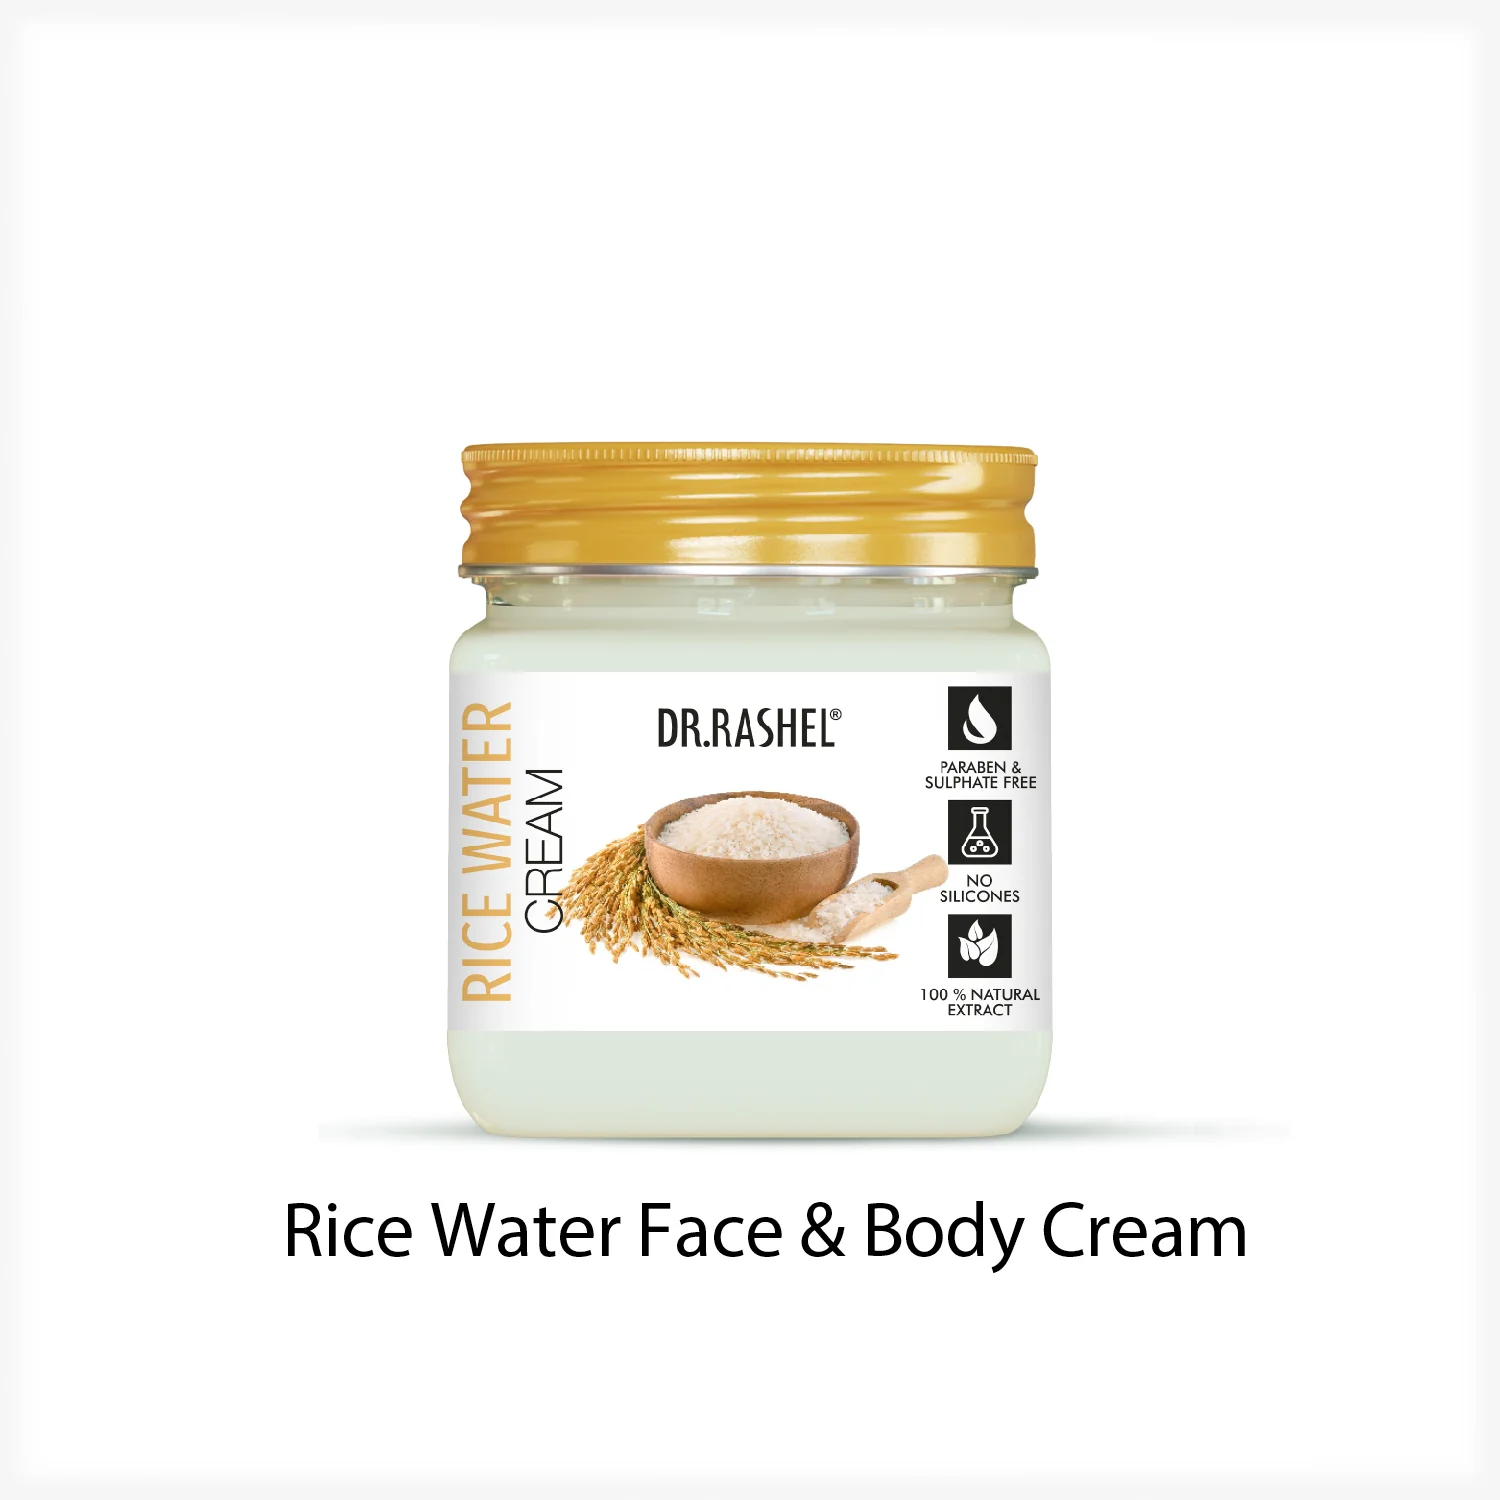 RICE WATER
CREAM
DR.RASHEL®
PARABEN &
SULPHATE FREE
NO
SILICONES
100 % NATURAL
EXTRACT
Rice Water Face & Body Cream